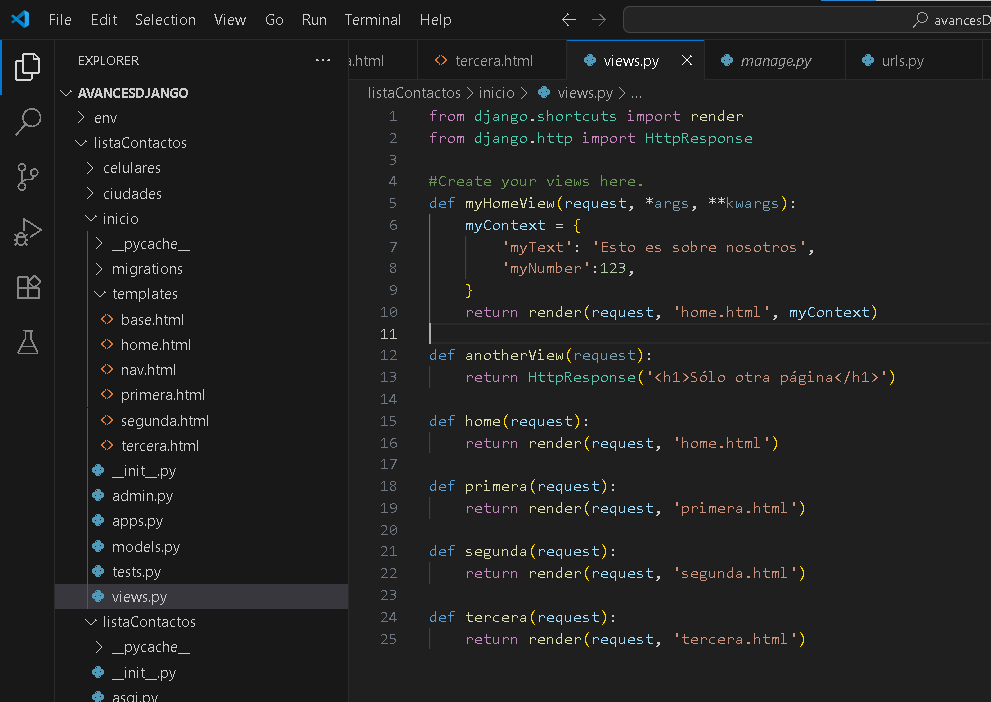 File Edit Selection View Go Run Terminal Help
avancesD
EXPLORER ...
AVANCESDJANGO
env
listaContactos
celulares
ciudades
inicio
__pycache__
migrations
templates
base.html
home.html
nav.html
primera.html
segunda.html
tercera.html
__init__.py
admin.py
apps.py
models.py
tests.py
views.py
listaContactos
__pycache__
__init__.py
asgi.py
a.html tercera.html views.py manage.py urls.py
listaContactos > inicio > views.py > ...
1 from django.shortcuts import render
2 from django.http import HttpResponse
3
4 #Create your views here.
5 def myHomeView(request, *args, **kwargs):
6 myContext = {
7 'myText': 'Esto es sobre nosotros',
8 'myNumber':123,
9 }
10 return render(request, 'home.html', myContext)
11
12 def anotherView(request):
13 return HttpResponse('<h1>Sólo otra página</h1>')
14
15 def home(request):
16 return render(request, 'home.html')
17
18 def primera(request):
19 return render(request, 'primera.html')
20
21 def segunda(request):
22 return render(request, 'segunda.html')
23
24 def tercera(request):
25 return render(request, 'tercera.html')